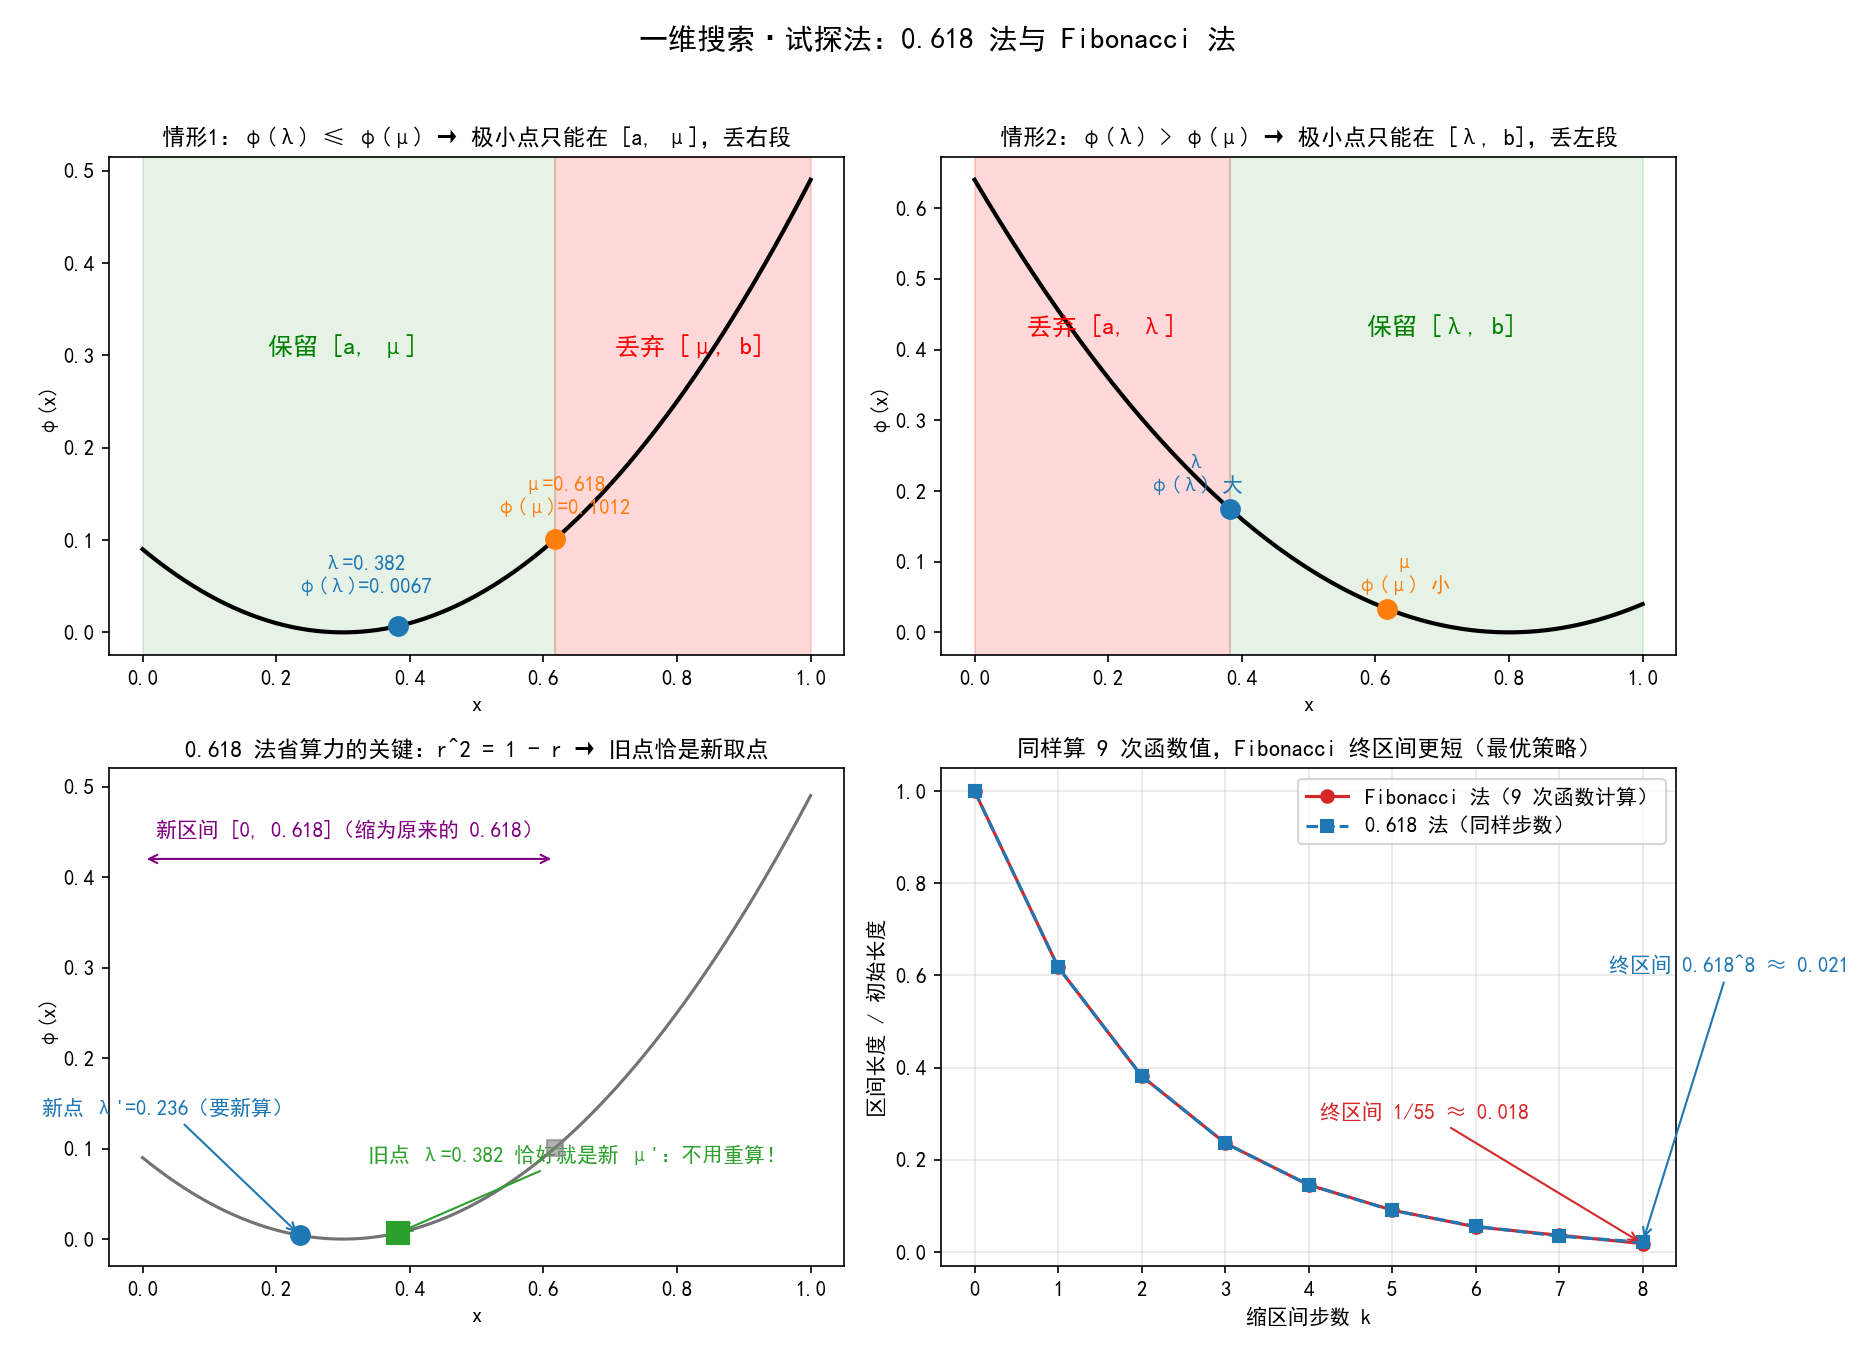 一维搜索·试探法：0.618 法与 Fibonacci 法
情形1：φ(λ) ≤ φ(μ) → 极小点只能在 [a, μ]，丢右段
0.5
0.4
0.3
0.2
0.1
0.0
φ(x)
保留 [a, μ]
丢弃 [μ, b]
μ=0.618
φ(μ)=0.1012
λ=0.382
φ(λ)=0.0067
0.0 0.2 0.4 0.6 0.8 1.0
x
情形2：φ(λ) > φ(μ) → 极小点只能在 [λ, b]，丢左段
0.6
0.5
0.4
0.3
0.2
0.1
0.0
φ(x)
丢弃 [a, λ]
保留 [λ, b]
λ
φ(λ) 大
μ
φ(μ) 小
0.0 0.2 0.4 0.6 0.8 1.0
x
0.618 法省算力的关键：r^2 = 1 - r → 旧点恰是新取点
0.5
0.4
0.3
0.2
0.1
0.0
φ(x)
新区间 [0, 0.618]（缩为原来的 0.618）
新点 λ'=0.236（要新算）
旧点 λ=0.382 恰好就是新 μ'：不用重算！
0.0 0.2 0.4 0.6 0.8 1.0
x
同样算 9 次函数值，Fibonacci 终区间更短（最优策略）
1.0
0.8
0.6
0.4
0.2
0.0
区间长度 / 初始长度
Fibonacci 法（9 次函数计算）
0.618 法（同样步数）
终区间 0.618^8 ≈ 0.021
终区间 1/55 ≈ 0.018
0 1 2 3 4 5 6 7 8
缩区间步数 k